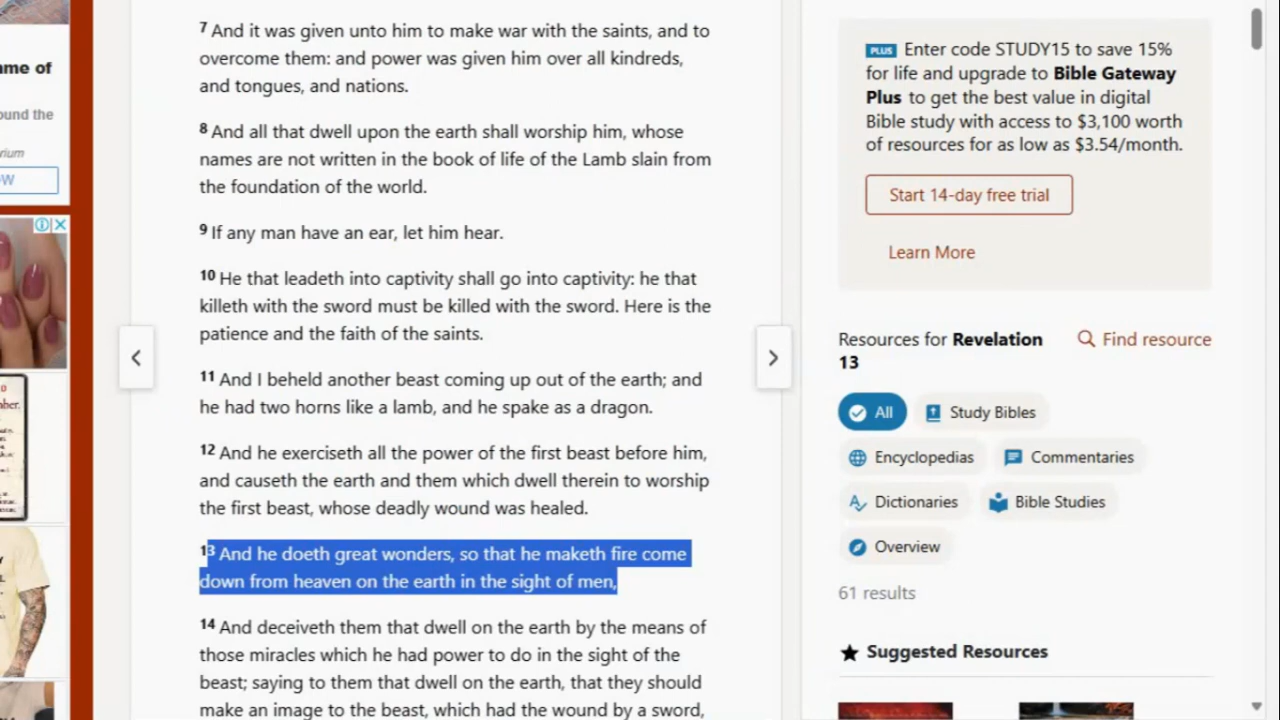 ame of
ound the
rium
OW
7 And it was given unto him to make war with the saints, and to
overcome them: and power was given him over all kindreds,
and tongues, and nations.
8 And all that dwell upon the earth shall worship him, whose
names are not written in the book of life of the Lamb slain from
the foundation of the world.
9 If any man have an ear, let him hear.
10 He that leadeth into captivity shall go into captivity: he that
killeth with the sword must be killed with the sword. Here is the
patience and the faith of the saints.
11 And I beheld another beast coming up out of the earth; and
he had two horns like a lamb, and he spake as a dragon.
12 And he exerciseth all the power of the first beast before him,
and causeth the earth and them which dwell therein to worship
the first beast, whose deadly wound was healed.
13 And he doeth great wonders, so that he maketh fire come
down from heaven on the earth in the sight of men,
14 And deceiveth them that dwell on the earth by the means of
those miracles which he had power to do in the sight of the
beast; saying to them that dwell on the earth, that they should
make an image to the beast, which had the wound by a sword,
PLUS Enter code STUDY15 to save 15%
for life and upgrade to Bible Gateway
Plus to get the best value in digital
Bible study with access to $3,100 worth
of resources for as low as $3.54/month.
Start 14-day free trial
Learn More
Resources for Revelation
13
Find resource
All
Study Bibles
Encyclopedias
Commentaries
Dictionaries
Bible Studies
Overview
61 results
Suggested Resources